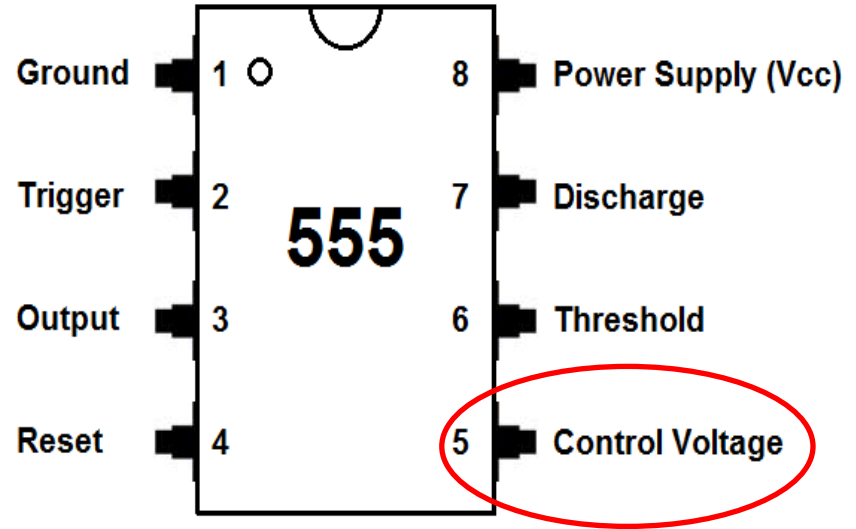 Ground 1 8 Power Supply (Vcc)
Trigger 2 7 Discharge
555
Output 3 6 Threshold
Reset 4 5 Control Voltage